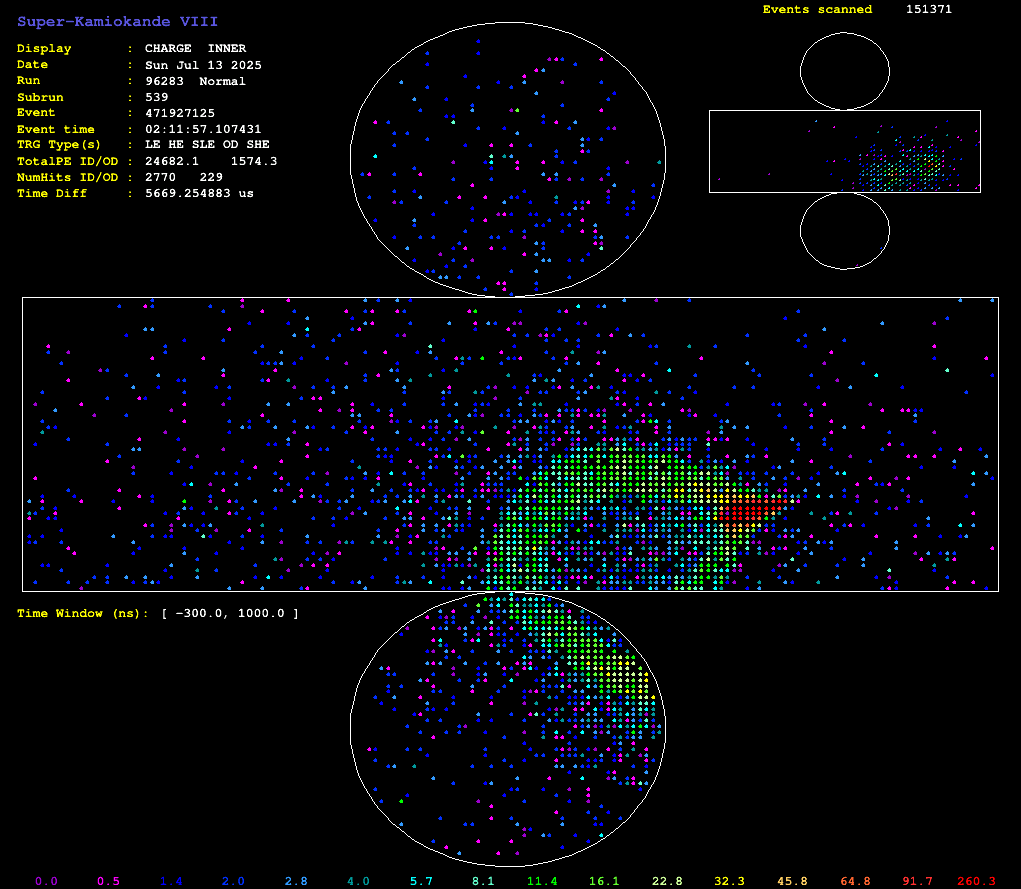 Super-Kamiokande VIII
Events scanned 151371
Display : CHARGE INNER
Date : Sun Jul 13 2025
Run : 96283 Normal
Subrun : 539
Event : 471927125
Event time : 02:11:57.107431
TRG Type(s) : LE HE SLE OD SHE
TotalPE ID/OD : 24682.1 1574.3
NumHits ID/OD : 2770 229
Time Diff : 5669.254883 us
Time Window (ns): [ -300.0, 1000.0 ]
0.0 0.5 1.4 2.0 2.8 4.0 5.7 8.1 11.4 16.1 22.8 32.3 45.8 64.8 91.7 260.3